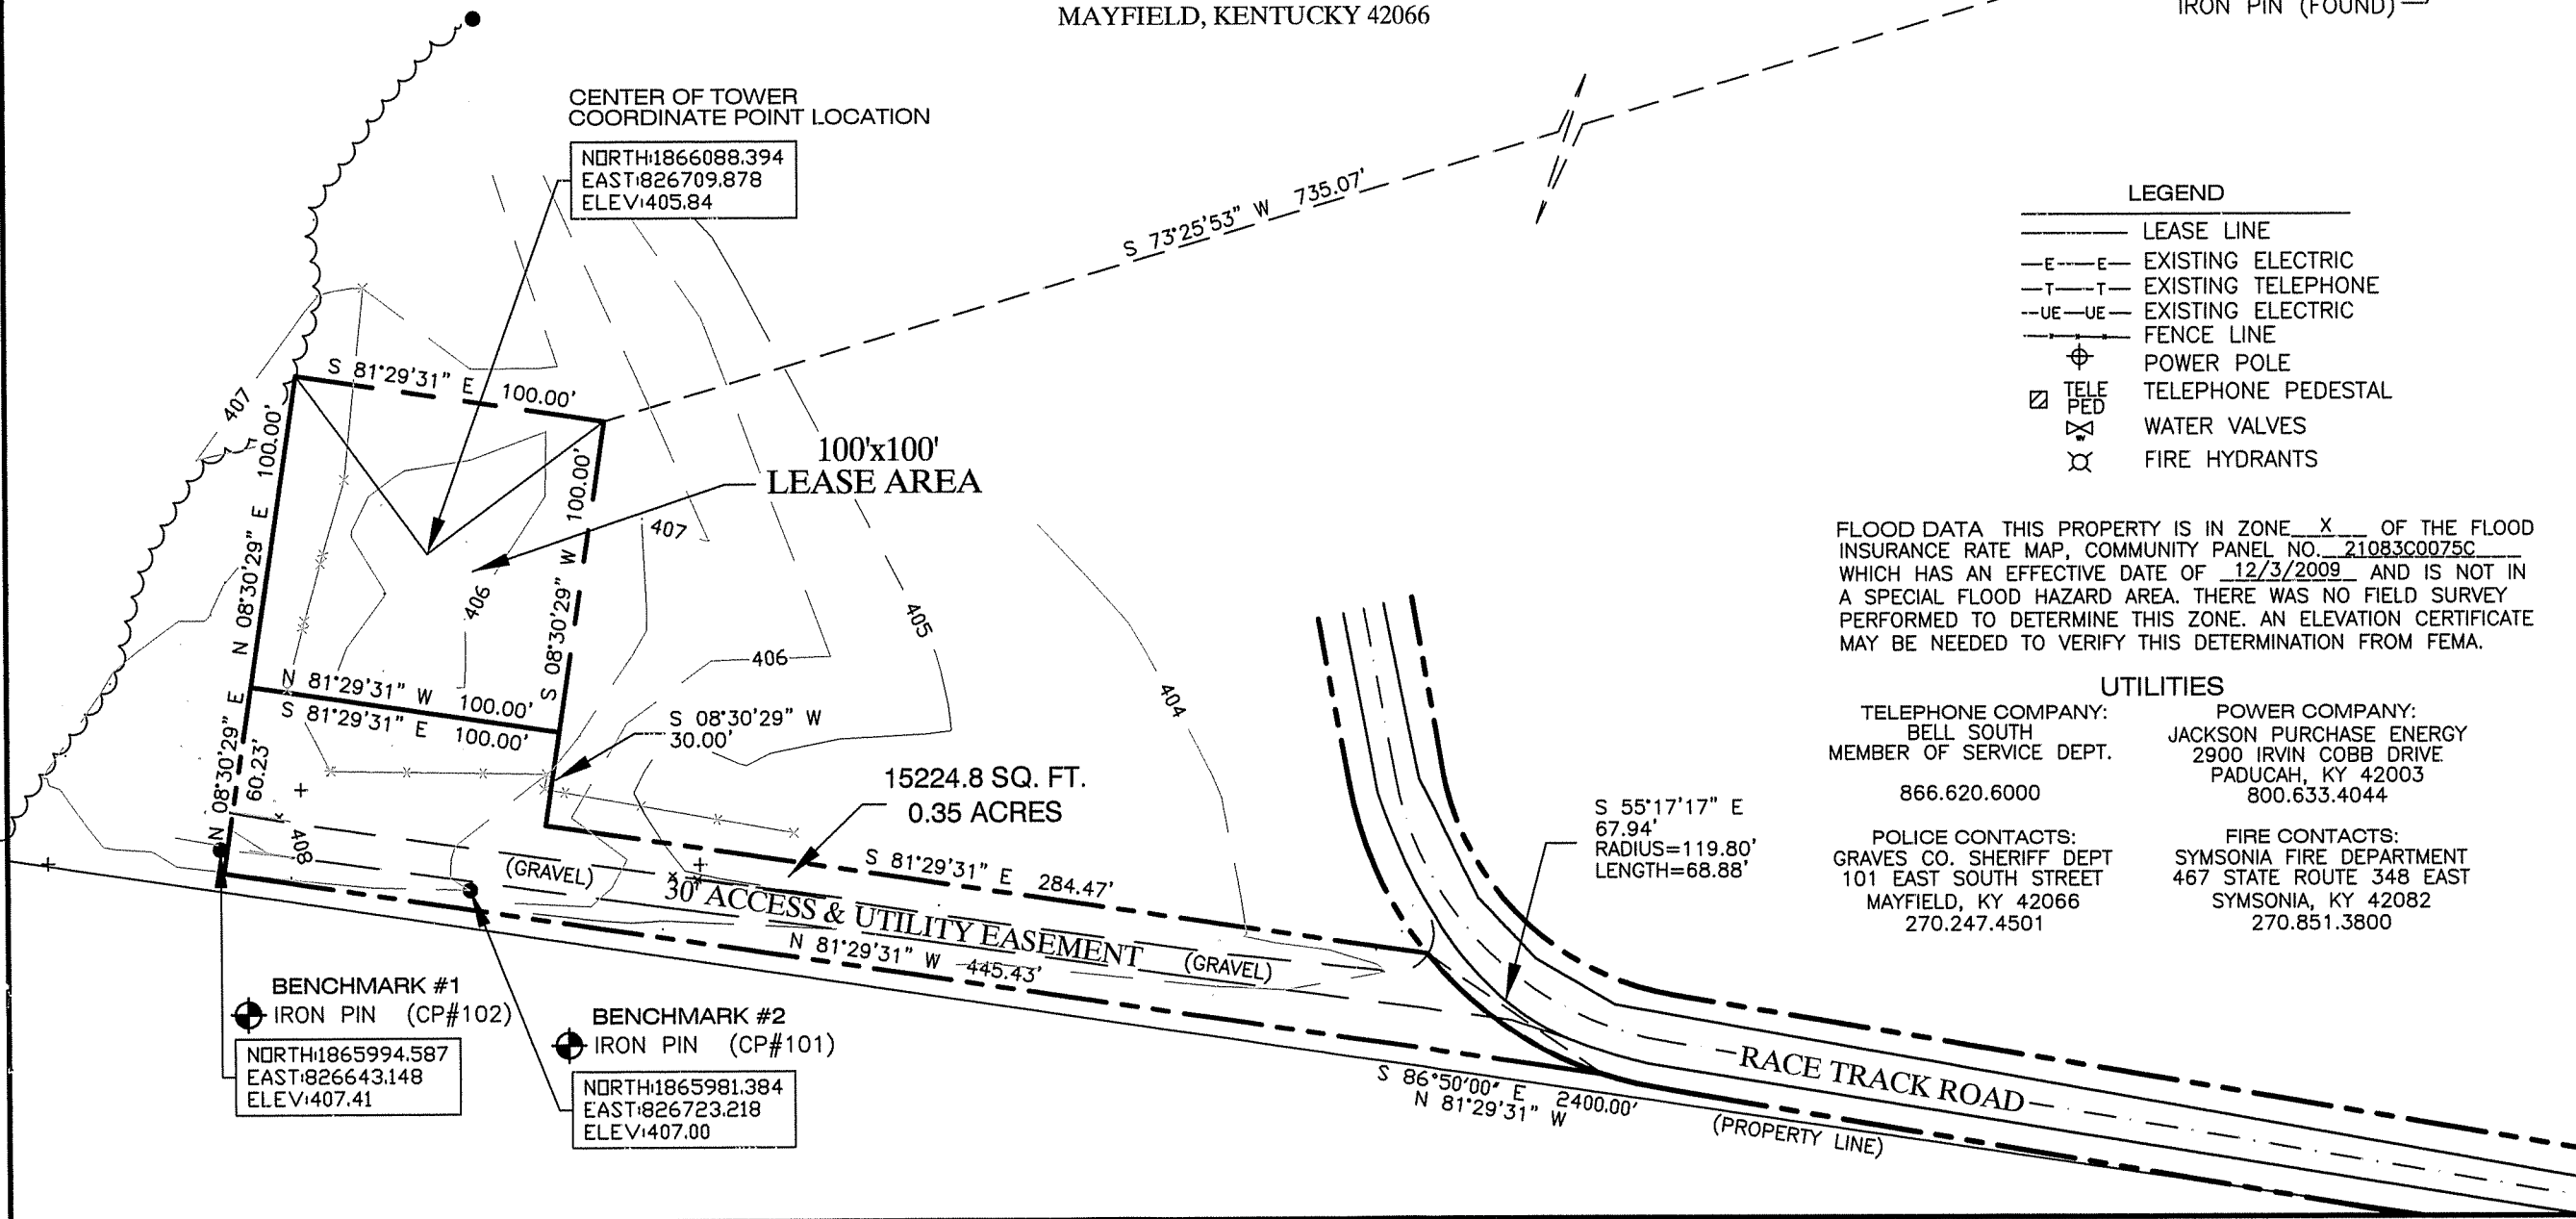 MAYFIELD, KENTUCKY 42066
IRON PIN (FOUND)
CENTER OF TOWER
COORDINATE POINT LOCATION
NORTH:1866088.394
EAST:826709.878
ELEV:405.84
S 73°25'53" W 735.07'
LEGEND
LEASE LINE
E E EXISTING ELECTRIC
T T EXISTING TELEPHONE
UE UE EXISTING ELECTRIC
FENCE LINE
POWER POLE
TELE
PED
TELEPHONE PEDESTAL
WATER VALVES
FIRE HYDRANTS
407
S 81°29'31" E 100.00'
N 08°30'29" E 100.00'
S 08°30'29" W 100.00'
100'x100'
LEASE AREA
407
406
405
406
404
N 81°29'31" W 100.00'
S 81°29'31" E 100.00'
S 08°30'29" W
30.00'
N 08°30'29" E
60.23'
408
15224.8 SQ. FT.
0.35 ACRES
S 81°29'31" E 284.47'
(GRAVEL)
30' ACCESS & UTILITY EASEMENT
(GRAVEL)
N 81°29'31" W 445.43'
S 55°17'17" E
67.94'
RADIUS=119.80'
LENGTH=68.88'
FLOOD DATA THIS PROPERTY IS IN ZONE X OF THE FLOOD
INSURANCE RATE MAP, COMMUNITY PANEL NO. 21083C0075C
WHICH HAS AN EFFECTIVE DATE OF 12/3/2009 AND IS NOT IN
A SPECIAL FLOOD HAZARD AREA. THERE WAS NO FIELD SURVEY
PERFORMED TO DETERMINE THIS ZONE. AN ELEVATION CERTIFICATE
MAY BE NEEDED TO VERIFY THIS DETERMINATION FROM FEMA.
UTILITIES
TELEPHONE COMPANY:
BELL SOUTH
MEMBER OF SERVICE DEPT.
866.620.6000
POWER COMPANY:
JACKSON PURCHASE ENERGY
2900 IRVIN COBB DRIVE
PADUCAH, KY 42003
800.633.4044
POLICE CONTACTS:
GRAVES CO. SHERIFF DEPT
101 EAST SOUTH STREET
MAYFIELD, KY 42066
270.247.4501
FIRE CONTACTS:
SYMSONIA FIRE DEPARTMENT
467 STATE ROUTE 348 EAST
SYMSONIA, KY 42082
270.851.3800
BENCHMARK #1
IRON PIN (CP#102)
NORTH:1865994.587
EAST:826643.148
ELEV:407.41
BENCHMARK #2
IRON PIN (CP#101)
NORTH:1865981.384
EAST:826723.218
ELEV:407.00
RACE TRACK ROAD
S 86°50'00" E 2400.00'
N 81°29'31" W
(PROPERTY LINE)